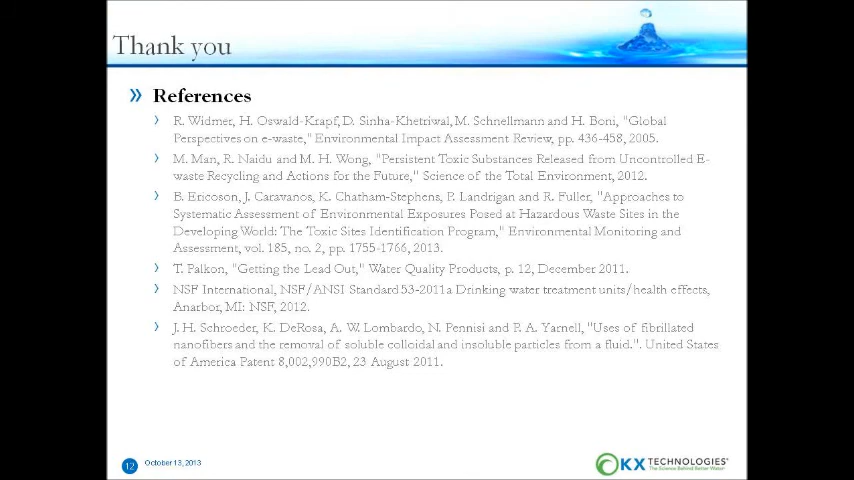 Thank you
» References
› R. Widmer, H. Oswald-Krapf, D. Sinha-Khetriwal, M. Schnellmann and H. Boni, "Global
Perspectives on e-waste," Environmental Impact Assessment Review, pp. 436-458, 2005.
› M. Man, R. Naidu and M. H. Wong, "Persistent Toxic Substances Released from Uncontrolled E-
waste Recycling and Actions for the Future," Science of the Total Environment, 2012.
› B. Ericoson, J. Caravanos, K. Chatham-Stephens, P. Landrigan and R. Fuller, "Approaches to
Systematic Assessment of Environmental Exposures Posed at Hazardous Waste Sites in the
Developing World: The Toxic Sites Identification Program," Environmental Monitoring and
Assessment, vol. 185, no. 2, pp. 1755-1766, 2013.
› T. Palkon, "Getting the Lead Out," Water Quality Products, p. 12, December 2011.
› NSF International, NSF/ANSI Standard 53-2011a Drinking water treatment units/health effects,
Anarbor, MI: NSF, 2012.
› J. H. Schroeder, K. DeRosa, A. W. Lombardo, N. Pennisi and P. A. Yarnell, "Uses of fibrillated
nanofibers and the removal of soluble colloidal and insoluble particles from a fluid.". United States
of America Patent 8,002,990B2, 23 August 2011.
12 October 13, 2013
KX TECHNOLOGIES
The Science Behind Better Water